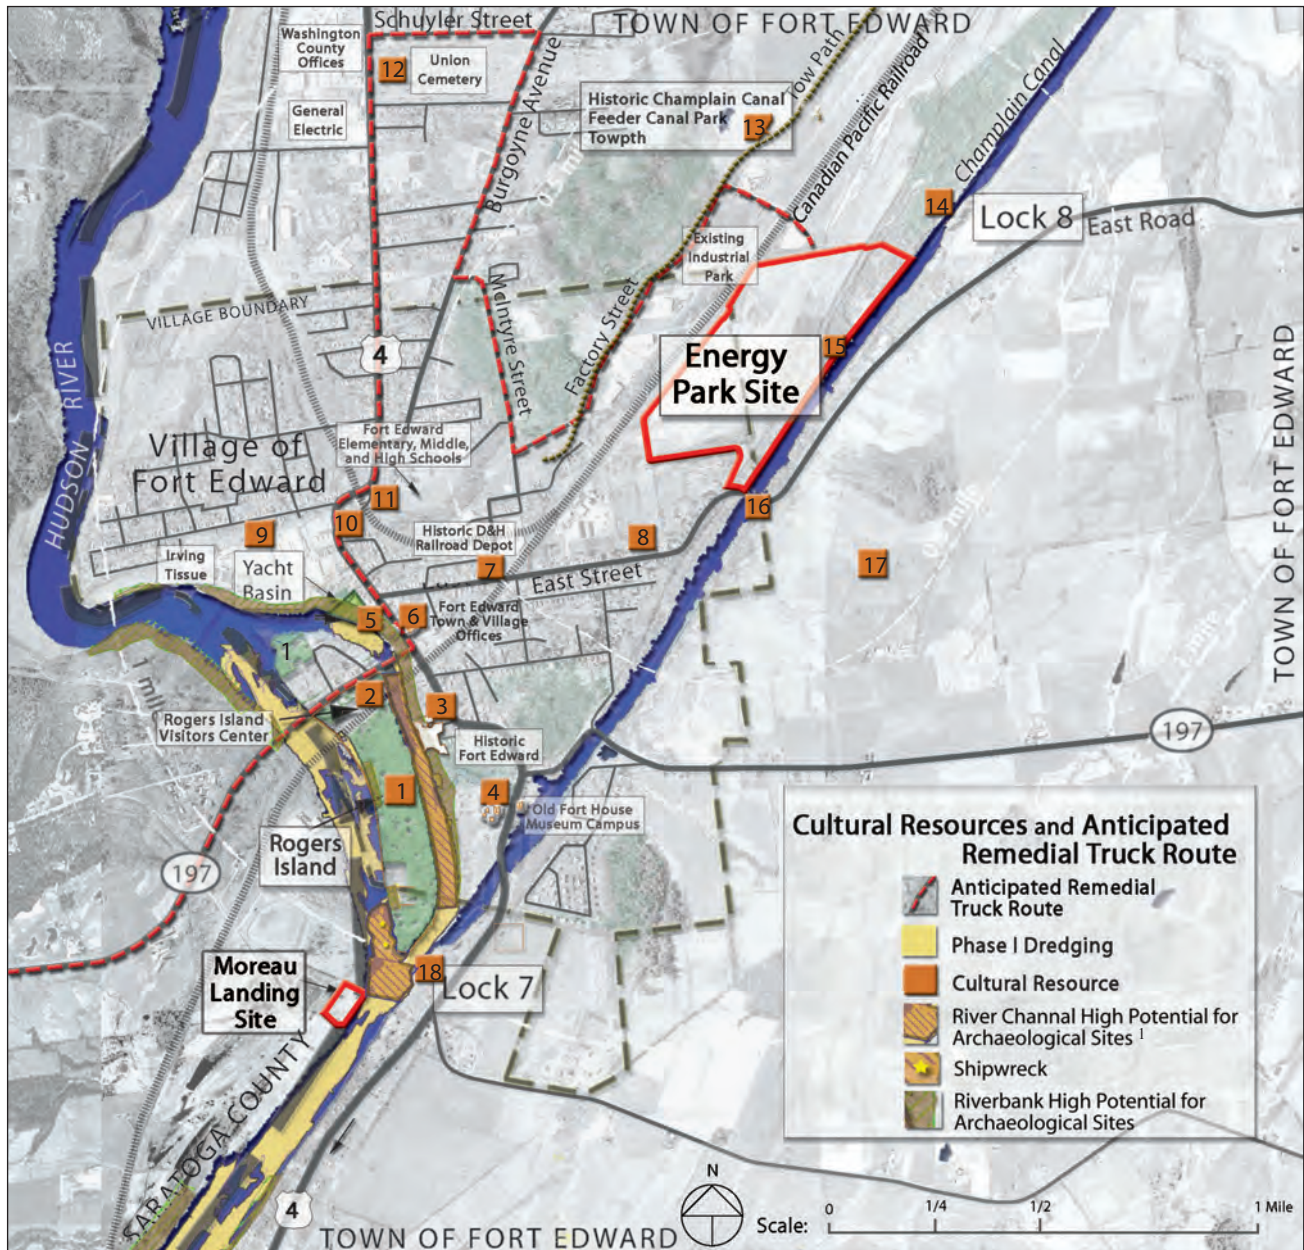 Schuyler Street
TOWN OF FORT EDWARD
Washington
County
Offices
12
Union
Cemetery
General
Electric
Burgoyne Avenue
Historic Champlain Canal
Feeder Canal Park
Towpth
13
Tow Path
Canadian Pacific Railroad
Champlain Canal
14
Lock 8
East Road
Existing
Industrial
Park
VILLAGE BOUNDARY
McIntyre Street
Factory Street
4
15
Energy
Park Site
HUDSON RIVER
TOWN OF FORT EDWARD
Village of
Fort Edward
Fort Edward
Elementary, Middle,
and High Schools
11
10
9
16
Historic D&H
Railroad Depot
8
7
17
Irving
Tissue
Yacht
Basin
East Street
5
6
Fort Edward
Town & Village
Offices
1
2
3
Rogers Island
Visitors Center
Historic
Fort Edward
197
1
4
Old Fort House
Museum Campus
Rogers
Island
197
Moreau
Landing
Site
18
Lock 7
SARATOGA COUNTY
4
TOWN OF FORT EDWARD
Cultural Resources and Anticipated
Remedial Truck Route
Anticipated Remedial
Truck Route
Phase I Dredging
Cultural Resource
River Channal High Potential for
Archaeological Sites 1
Shipwreck
Riverbank High Potential for
Archaeological Sites
N
Scale:
0 1/4 1/2 1 Mile